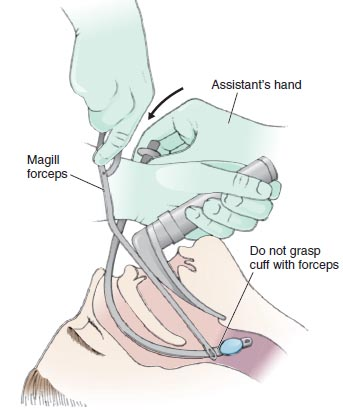 Assistant's hand
Magill
forceps
Do not grasp
cuff with forceps